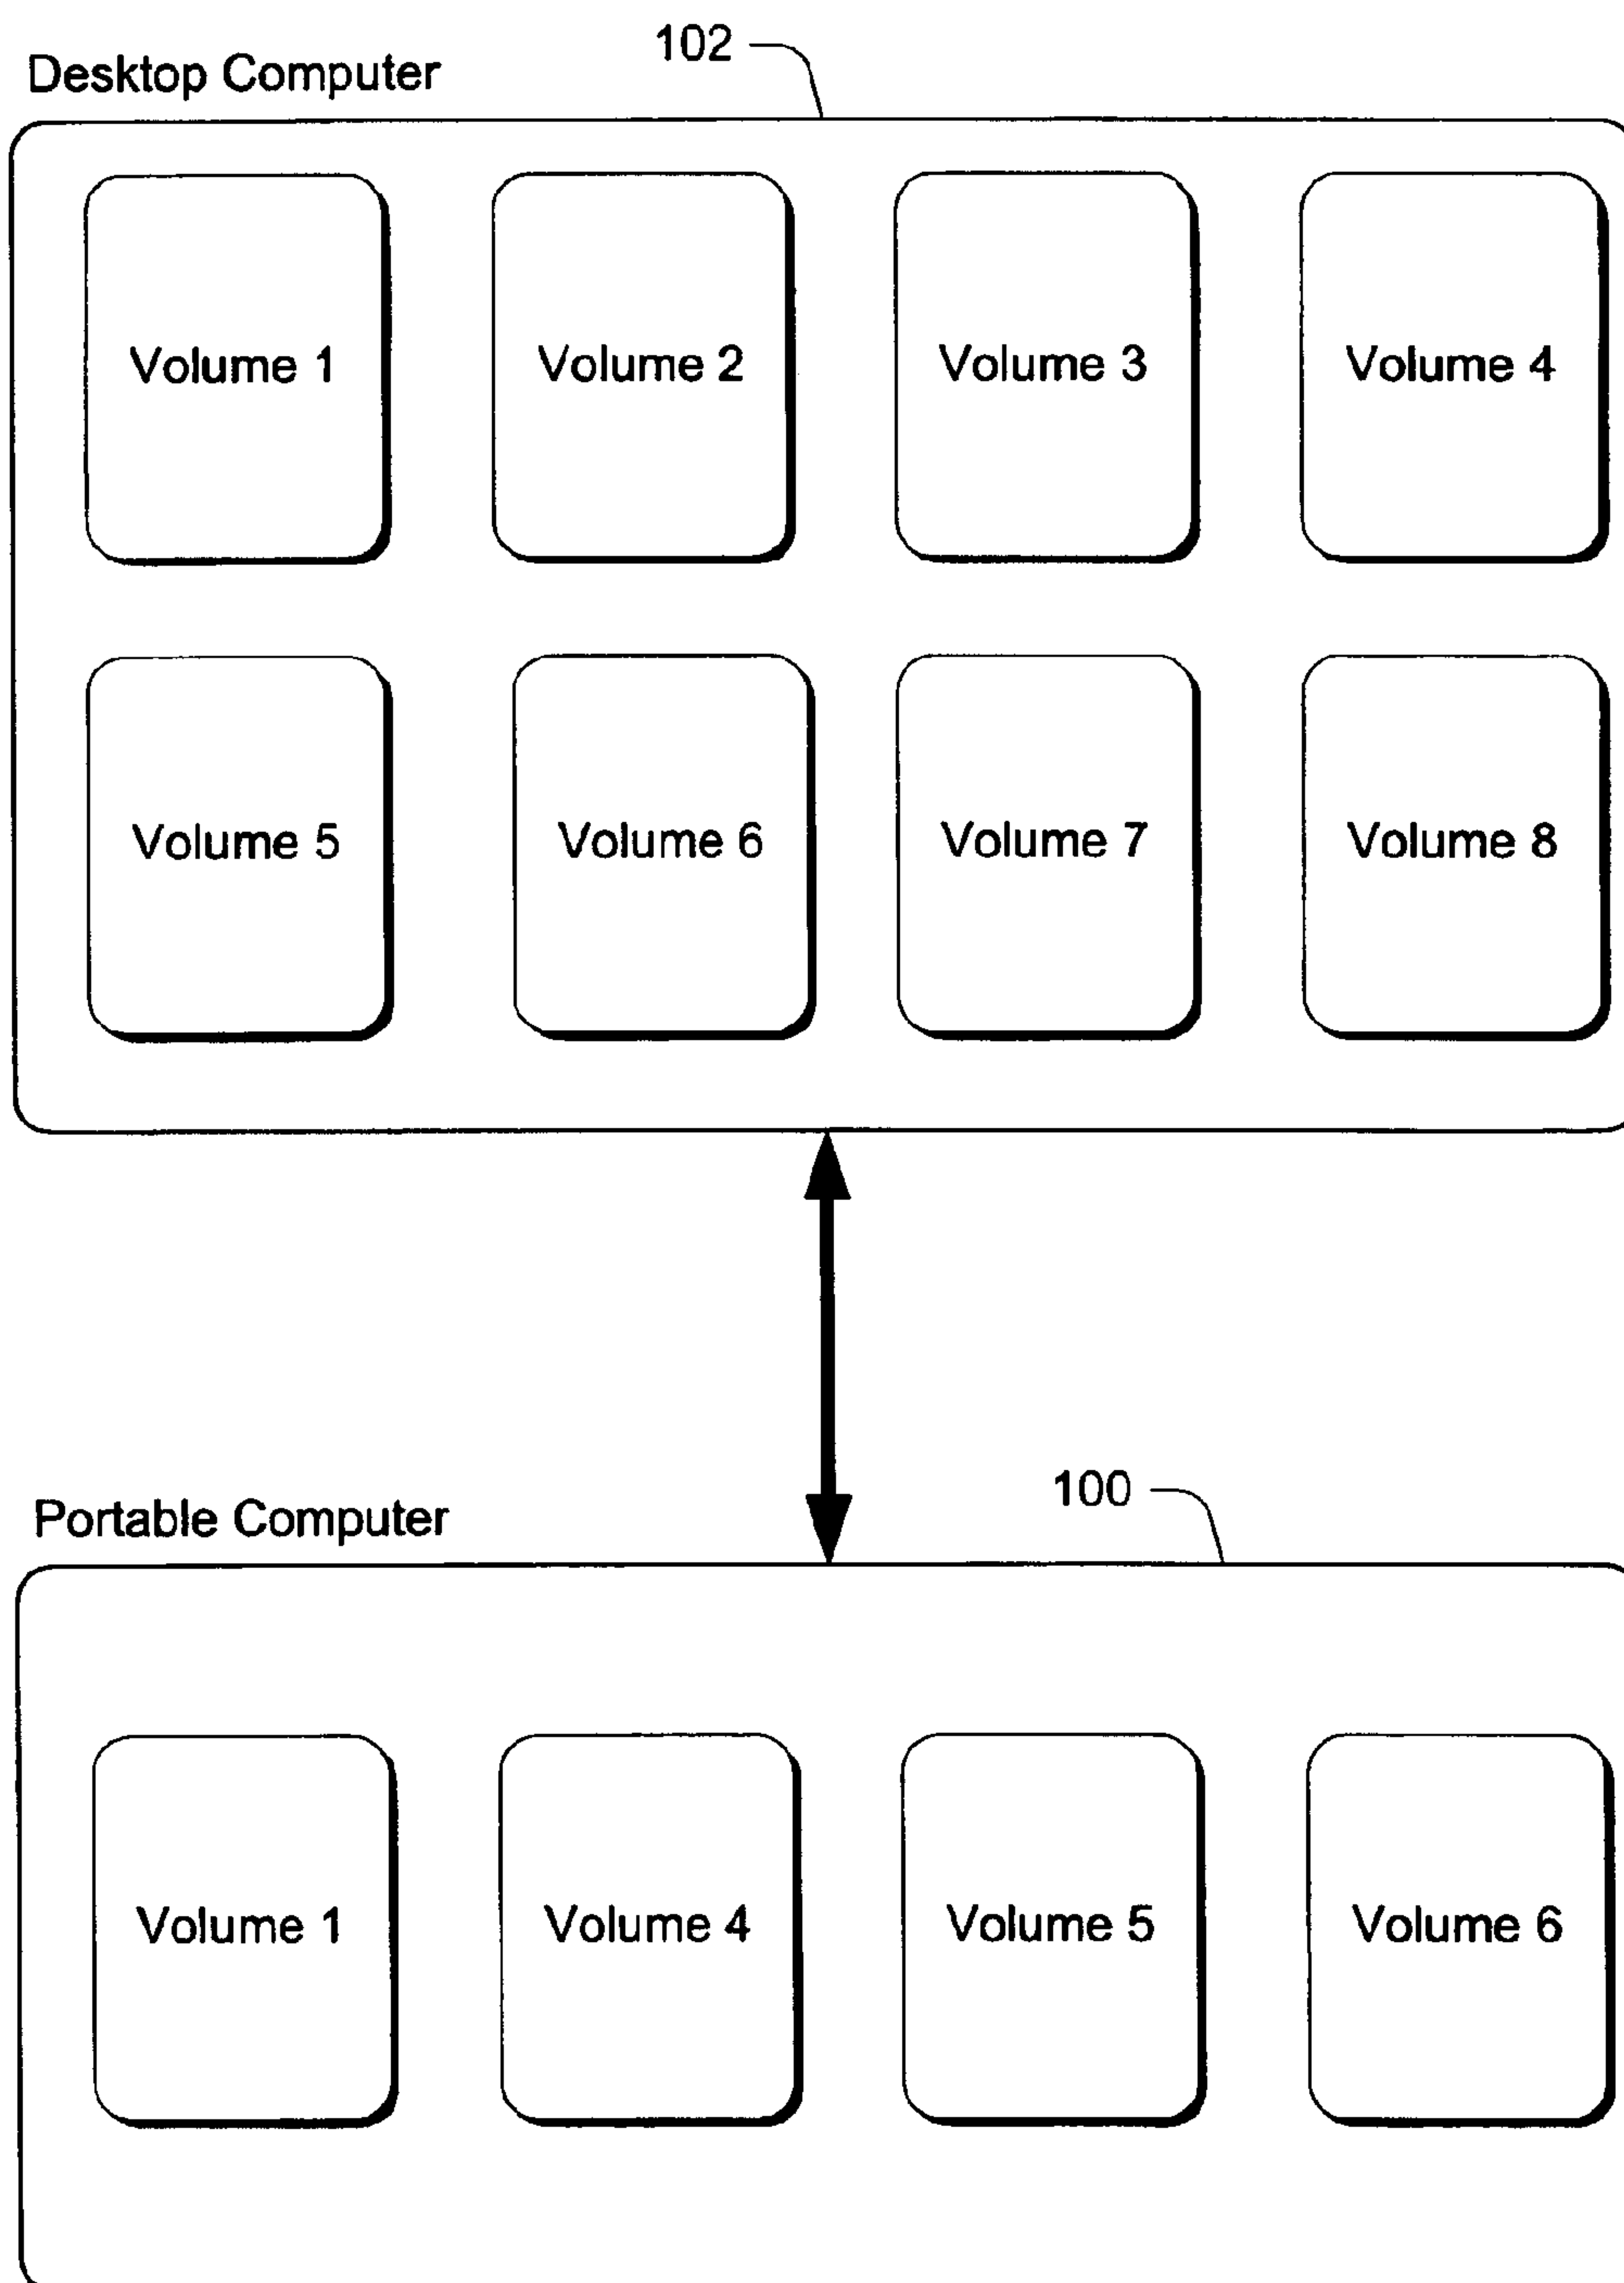 102
Desktop Computer
Volume 1 Volume 2 Volume 3 Volume 4
Volume 5 Volume 6 Volume 7 Volume 8
100
Portable Computer
Volume 1 Volume 4 Volume 5 Volume 6